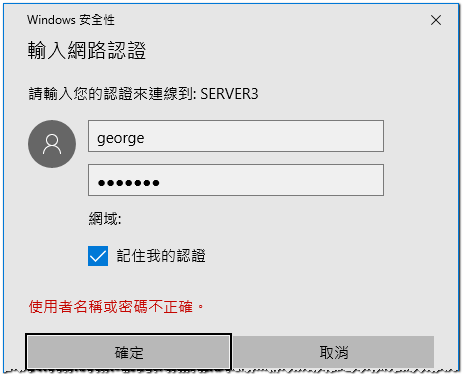 Windows 安全性
輸入網路認證
請輸入您的認證來連線到: SERVER3
george
●●●●●●●
網域:
記住我的認證
使用者名稱或密碼不正確。
確定
取消